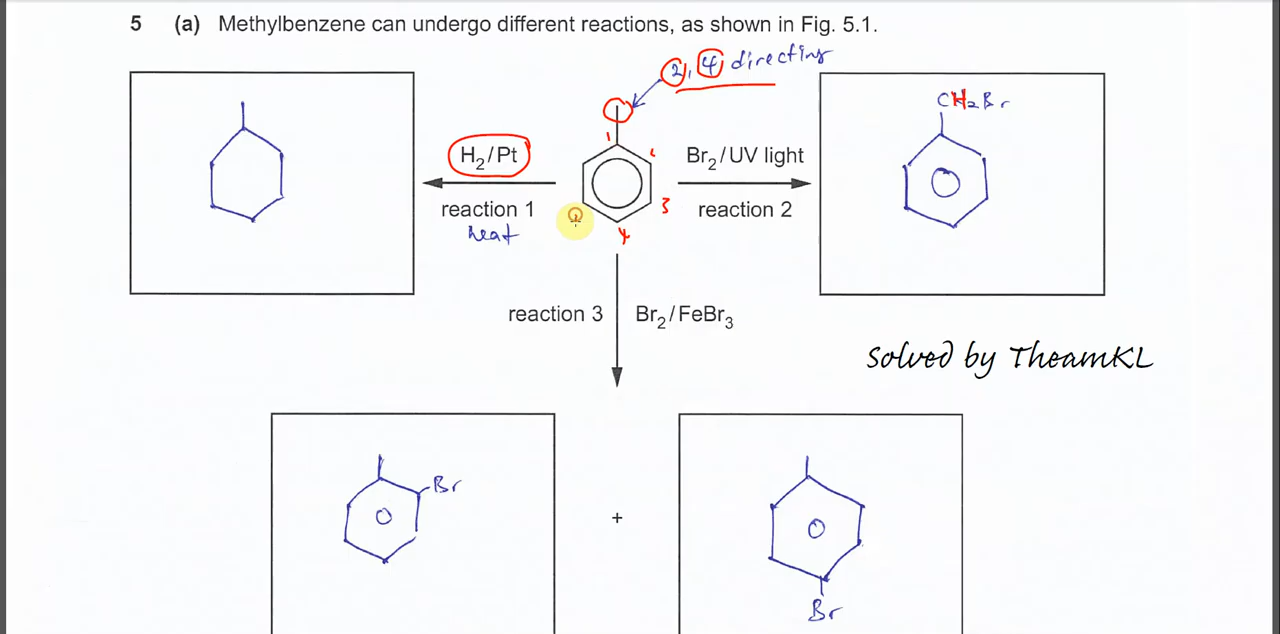 5 (a) Methylbenzene can undergo different reactions, as shown in Fig. 5.1.
2, 4 directing
CH₂Br
1
H₂/Pt
Br₂/UV light
reaction 1
3
reaction 2
heat
4
reaction 3
Br₂/FeBr₃
Solved by TheamKL
Br
+
Br